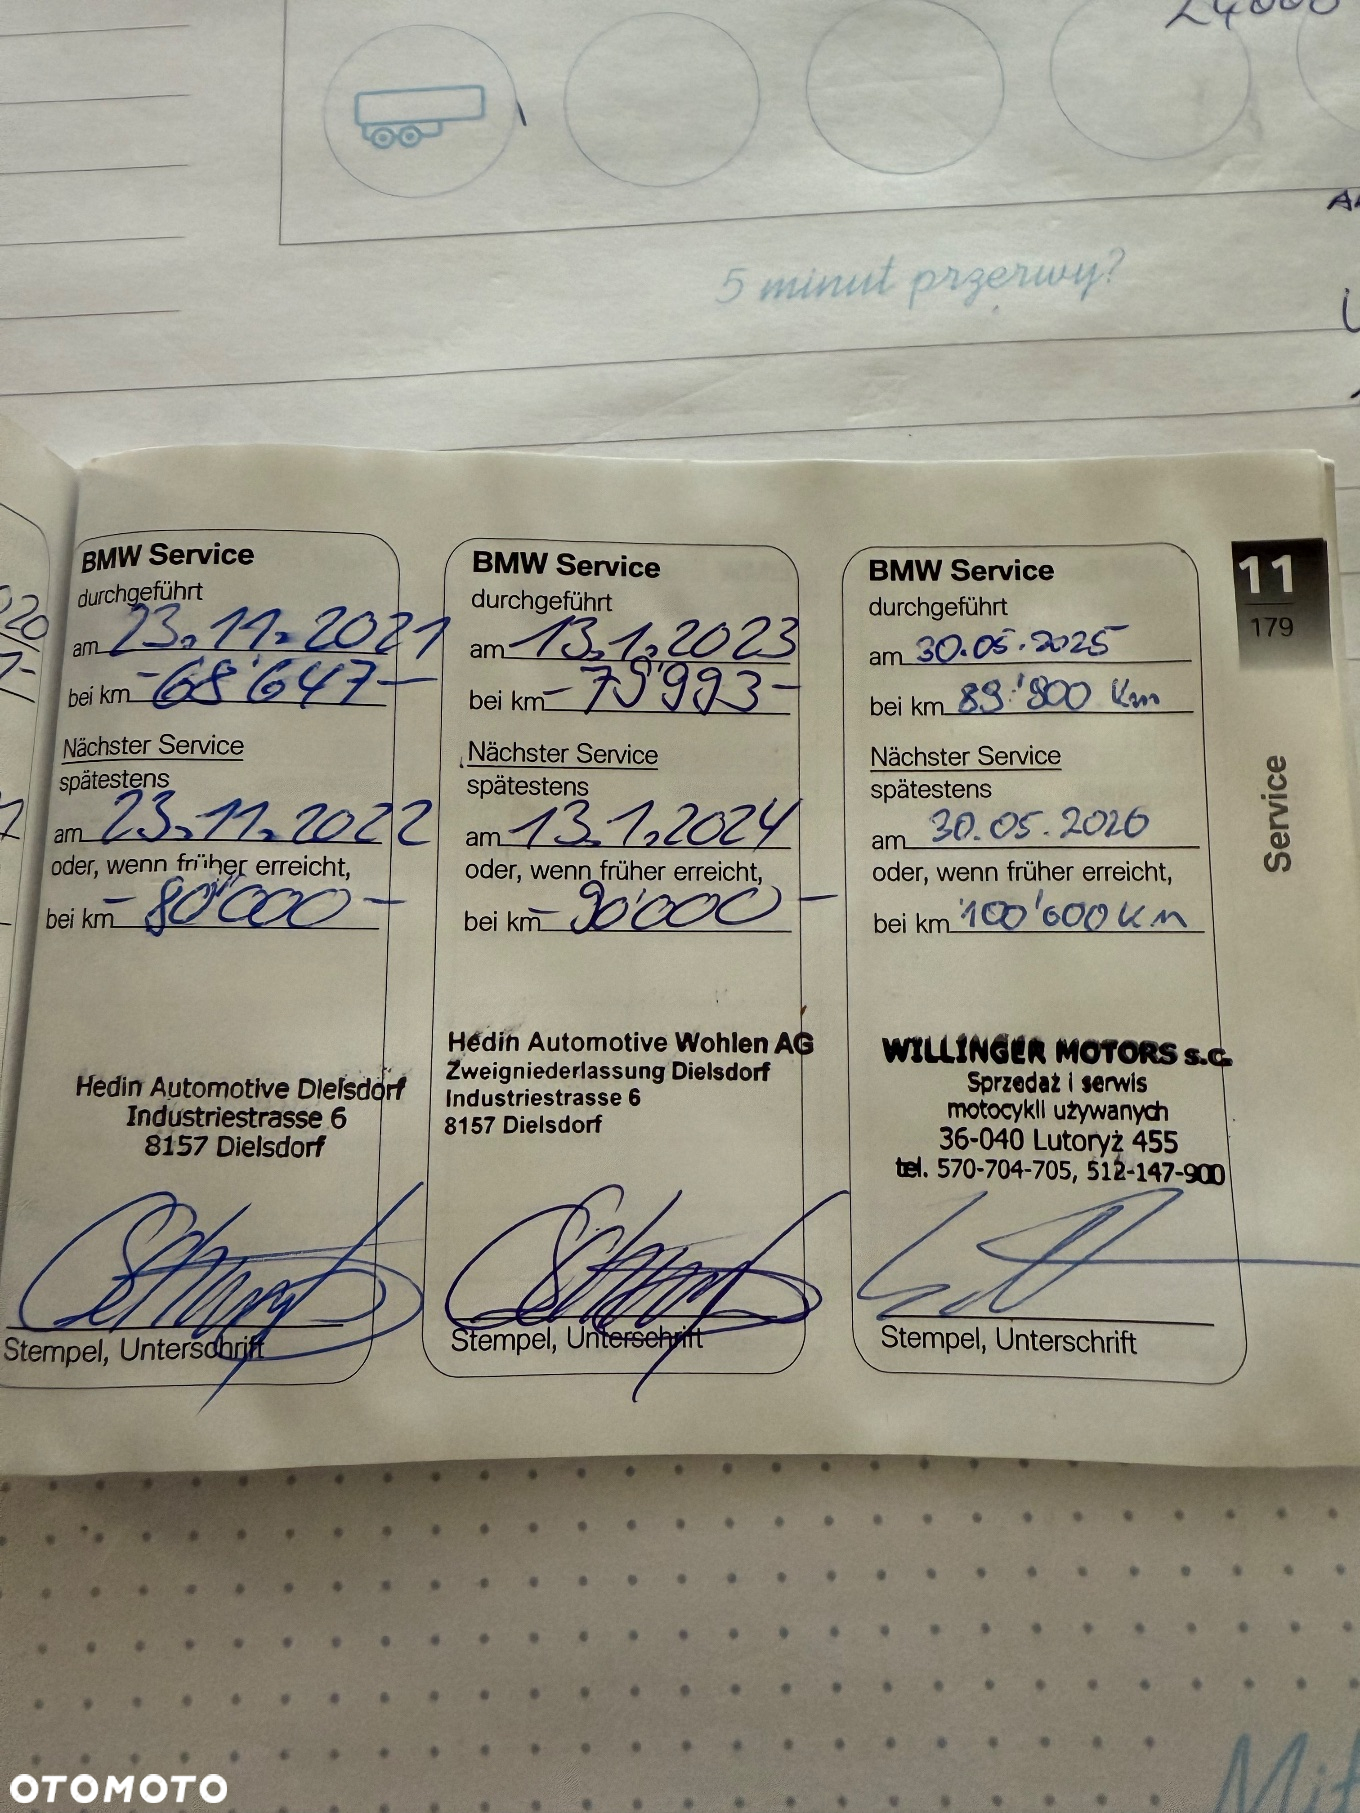 24000
5 minut przerwy?
BMW Service
durchgeführt
am 23.11.2021
bei km -68'647-
Nächster Service
spätestens
am 23.11.2022
oder, wenn früher erreicht,
bei km -80'000-
Hedin Automotive Dielsdorf
Industriestrasse 6
8157 Dielsdorf
Stempel, Unterschrift
BMW Service
durchgeführt
am 13.1.2023
bei km -79'993-
Nächster Service
spätestens
am 13.1.2024
oder, wenn früher erreicht,
bei km -90'000-
Hedin Automotive Wohlen AG
Zweigniederlassung Dielsdorf
Industriestrasse 6
8157 Dielsdorf
Stempel, Unterschrift
BMW Service
durchgeführt
am 30.05.2025
bei km 89'900 km
Nächster Service
spätestens
am 30.05.2026
oder, wenn früher erreicht,
bei km 100'000 km
WILLINGER MOTORS s.c.
Sprzedaż i serwis
motocykli używanych
36-040 Lutoryż 455
tel. 570-704-705, 512-147-900
Stempel, Unterschrift
11
179
Service
OTOMOTO